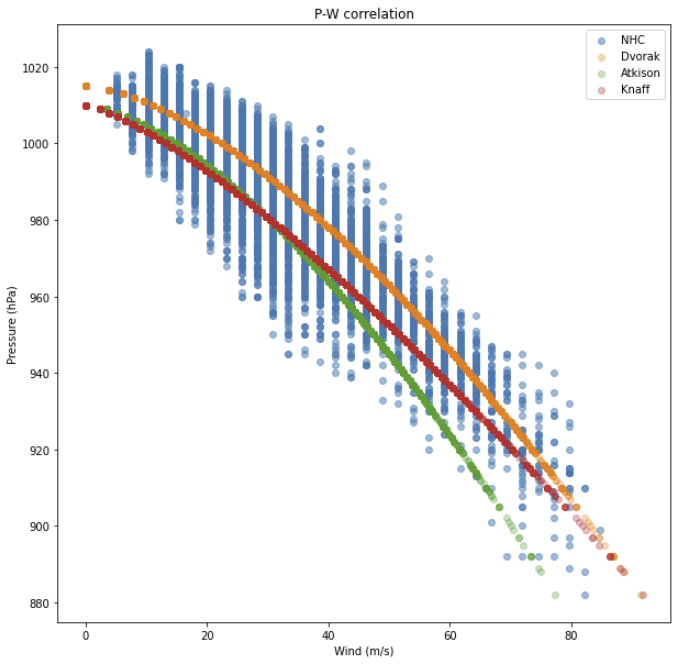 P-W correlation
NHC
Dvorak
Atkison
Knaff
Pressure (hPa)
1020
1000
980
960
940
920
900
880
0 20 40 60 80
Wind (m/s)